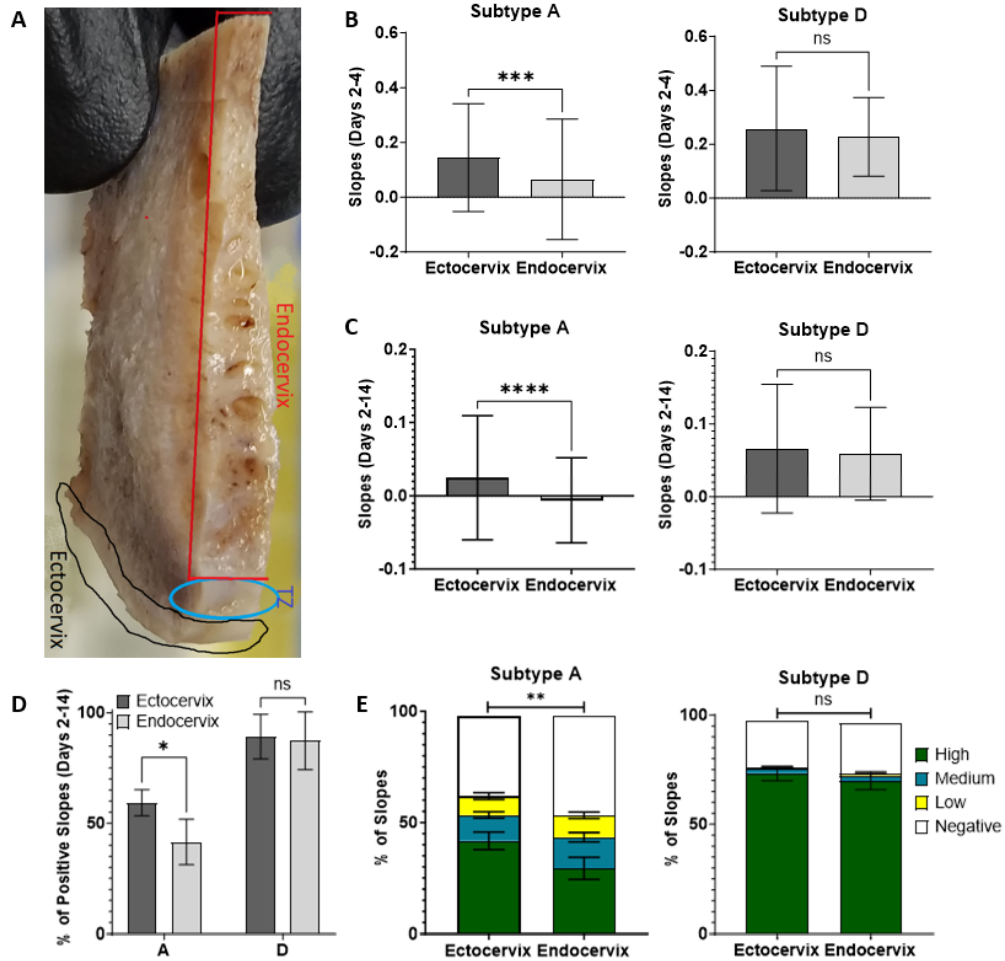 A
Endocervix
TZ
Ectocervix
B
Subtype A
Slopes (Days 2-4)
0.6
0.4
0.2
0.0
-0.2
***
Ectocervix Endocervix
Subtype D
Slopes (Days 2-4)
0.6
0.4
0.2
0.0
-0.2
ns
Ectocervix Endocervix
C
Subtype A
Slopes (Days 2-14)
0.2
0.1
0.0
-0.1
****
Ectocervix Endocervix
Subtype D
Slopes (Days 2-14)
0.2
0.1
0.0
-0.1
ns
Ectocervix Endocervix
D
% of Positive Slopes (Days 2-14)
100
50
0
Ectocervix
Endocervix
*
ns
A D
E
Subtype A
% of Slopes
100
50
0
**
Ectocervix Endocervix
Subtype D
% of Slopes
100
50
0
ns
Ectocervix Endocervix
High
Medium
Low
Negative